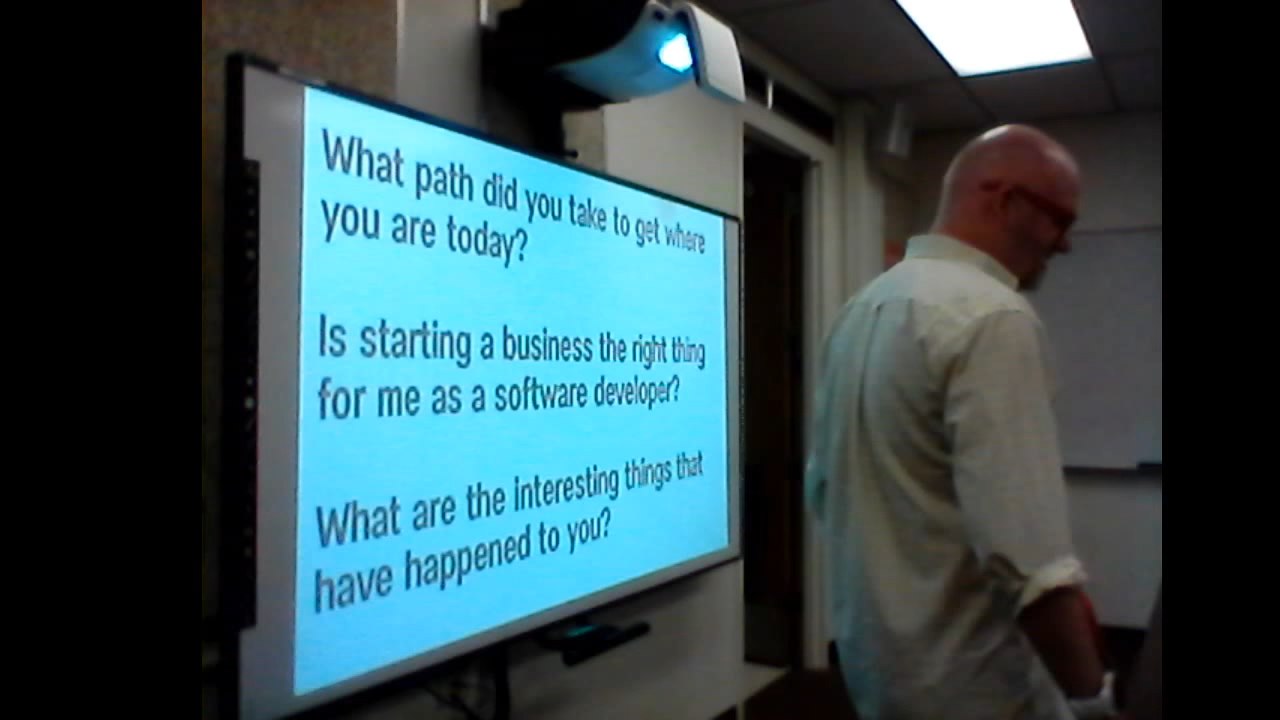 What path did you take to get where
you are today?
Is starting a business the right thing
for me as a software developer?
What are the interesting things that
have happened to you?